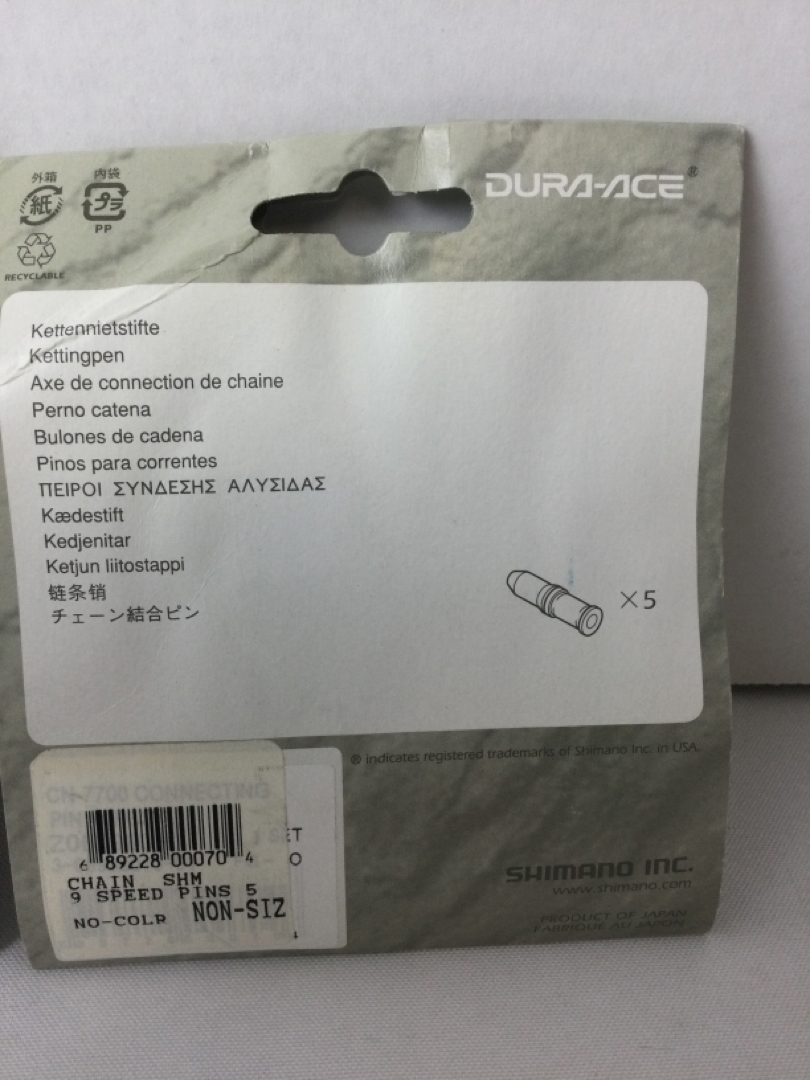 外箱
紙
内袋
プラ
PP
RECYCLABLE
DURA-ACE®
Kettennietstifte
Kettingpen
Axe de connection de chaine
Perno catena
Bulones de cadena
Pinos para correntes
ΠΕΙΡΟΙ ΣΥΝΔΕΣΗΣ ΑΛΥΣΙΔΑΣ
Kædestift
Kedjenitar
Ketjun liitostappi
链条销
チェーン結合ピン
×5
® indicates registered trademarks of Shimano Inc. in USA.
CN-7700 CONNECTING
PIN
6 89228 00070 4
CHAIN SHM
9 SPEED PINS 5
NO-COLR NON-SIZ
SHIMANO INC.
www.shimano.com
PRODUCT OF JAPAN
FABRIQUE AU JAPON